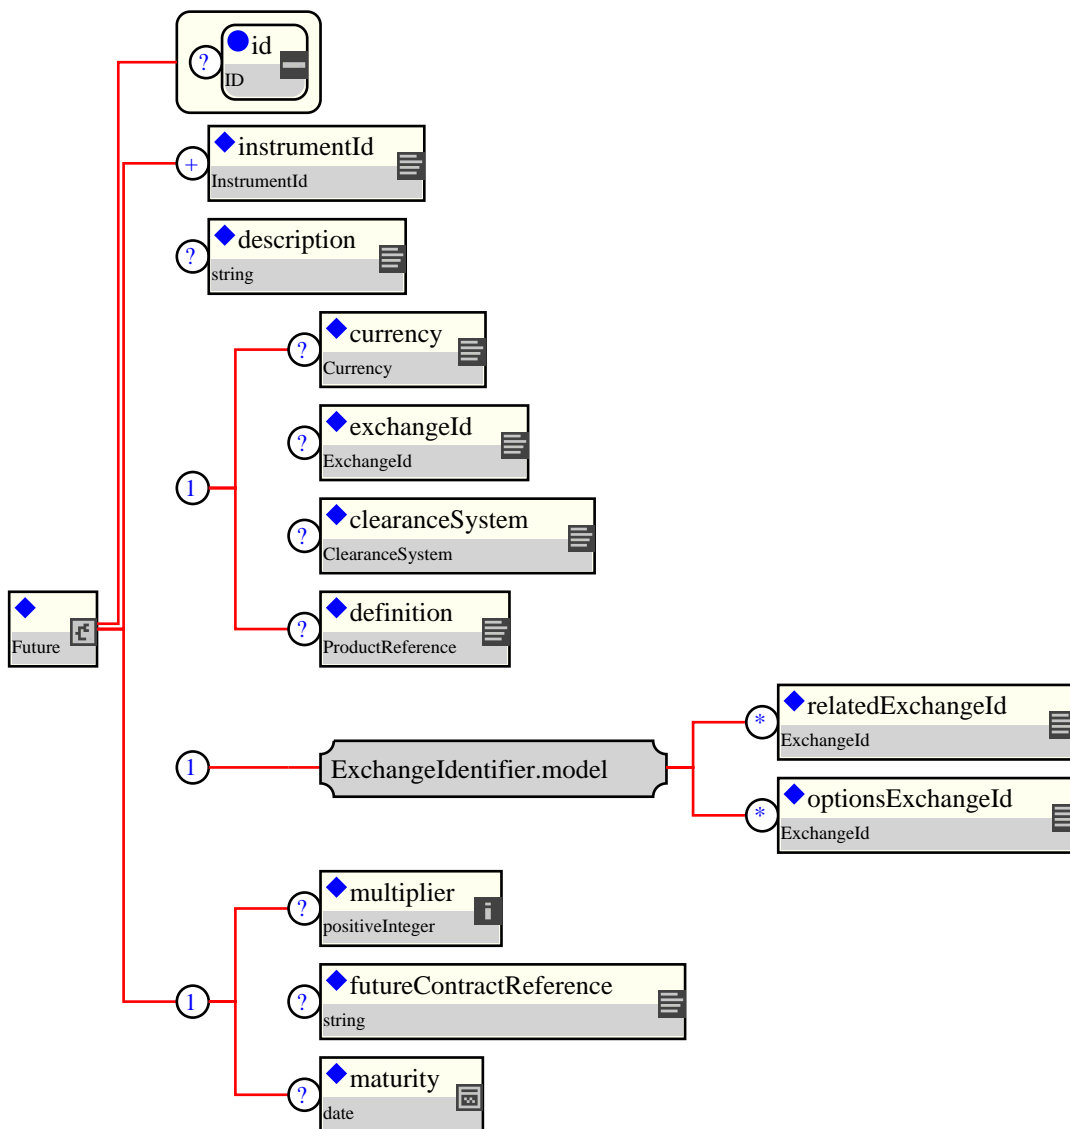 ? id
ID
+ instrumentId
InstrumentId
? description
string
? currency
Currency
? exchangeId
ExchangeId
1
? clearanceSystem
ClearanceSystem
? definition
ProductReference
Future
* relatedExchangeId
ExchangeId
1 ExchangeIdentifier.model
* optionsExchangeId
ExchangeId
? multiplier
positiveInteger
1 ? futureContractReference
string
? maturity
date